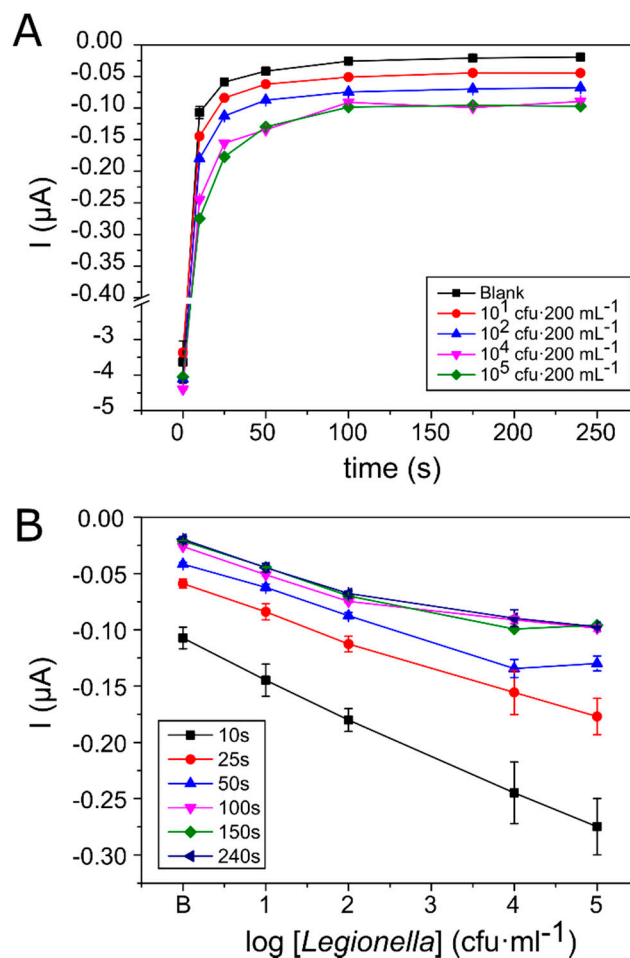 A
0.00
-0.05
-0.10
-0.15
-0.20
-0.25
-0.30
-0.35
-0.40
-3
-4
-5
I (µA)
Blank
10¹ cfu·200 mL⁻¹
10² cfu·200 mL⁻¹
10⁴ cfu·200 mL⁻¹
10⁵ cfu·200 mL⁻¹
0 50 100 150 200 250
time (s)
B
0.00
-0.05
-0.10
-0.15
-0.20
-0.25
-0.30
I (µA)
10s
25s
50s
100s
150s
240s
B 1 2 3 4 5
log [Legionella] (cfu·ml⁻¹)